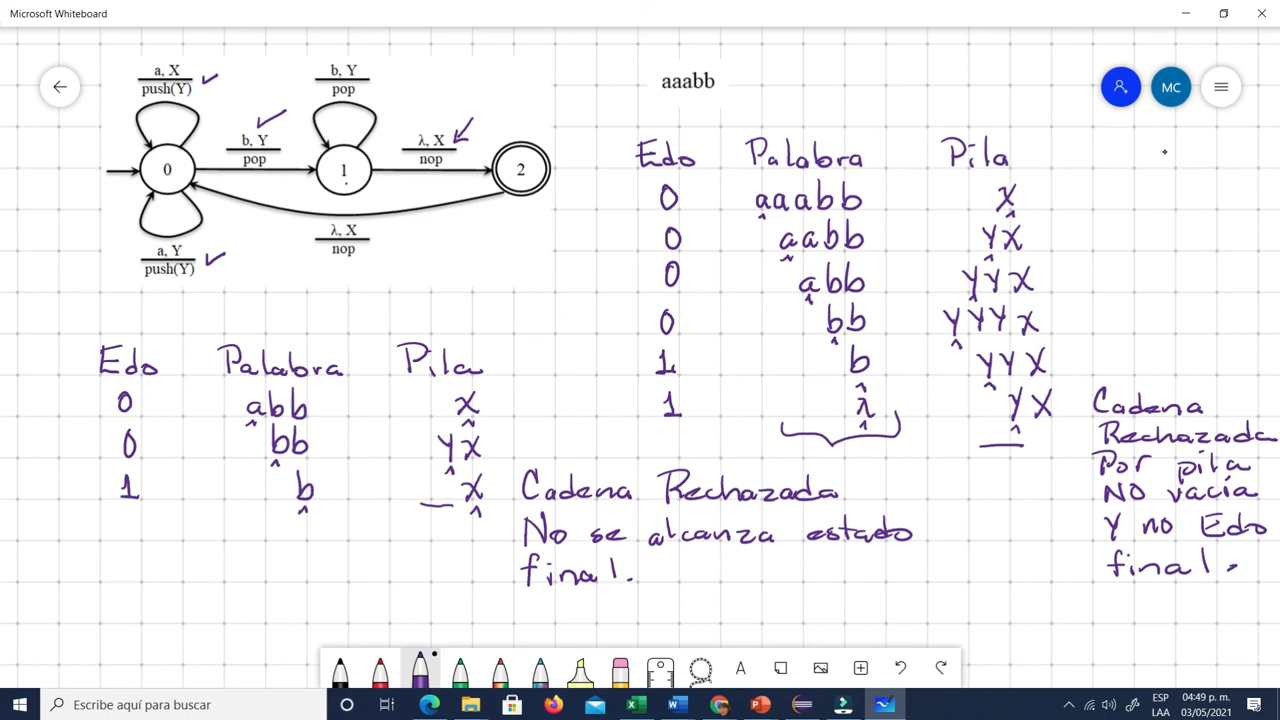 Microsoft Whiteboard
a, X
push(Y)
b, Y
pop
b, Y
pop
λ, X
nop
0
1
2
a, Y
push(Y)
λ, X
nop
aaabb
MC
Edo Palabra Pila
0 aaabb X
0 aabb YX
0 abb YYX
0 bb YYYX
1 b YYX
1 λ YX
Cadena
Rechazada
Por pila
NO vacía
Y no Edo
final.
Edo Palabra Pila
0 abb X
0 bb YX
1 b X
Cadena Rechazada
No se alcanza estado
final.
A
Escribe aquí para buscar
ESP
LAA
04:49 p. m.
03/05/2021